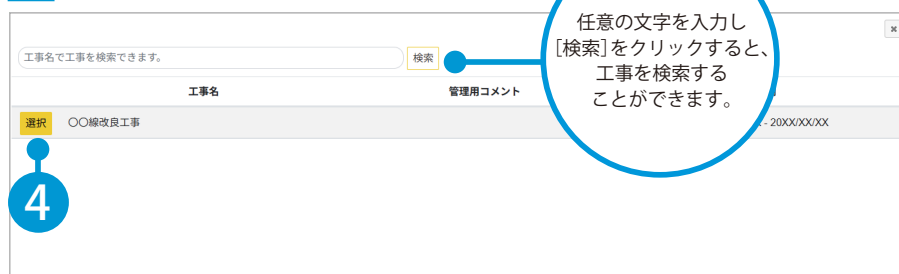 任意の文字を入力し
[検索]をクリックすると、
工事を検索する
ことができます。
工事名で工事を検索できます。
検索
工事名
管理用コメント
選択
〇〇線改良工事
- 20XX/XX/XX
4